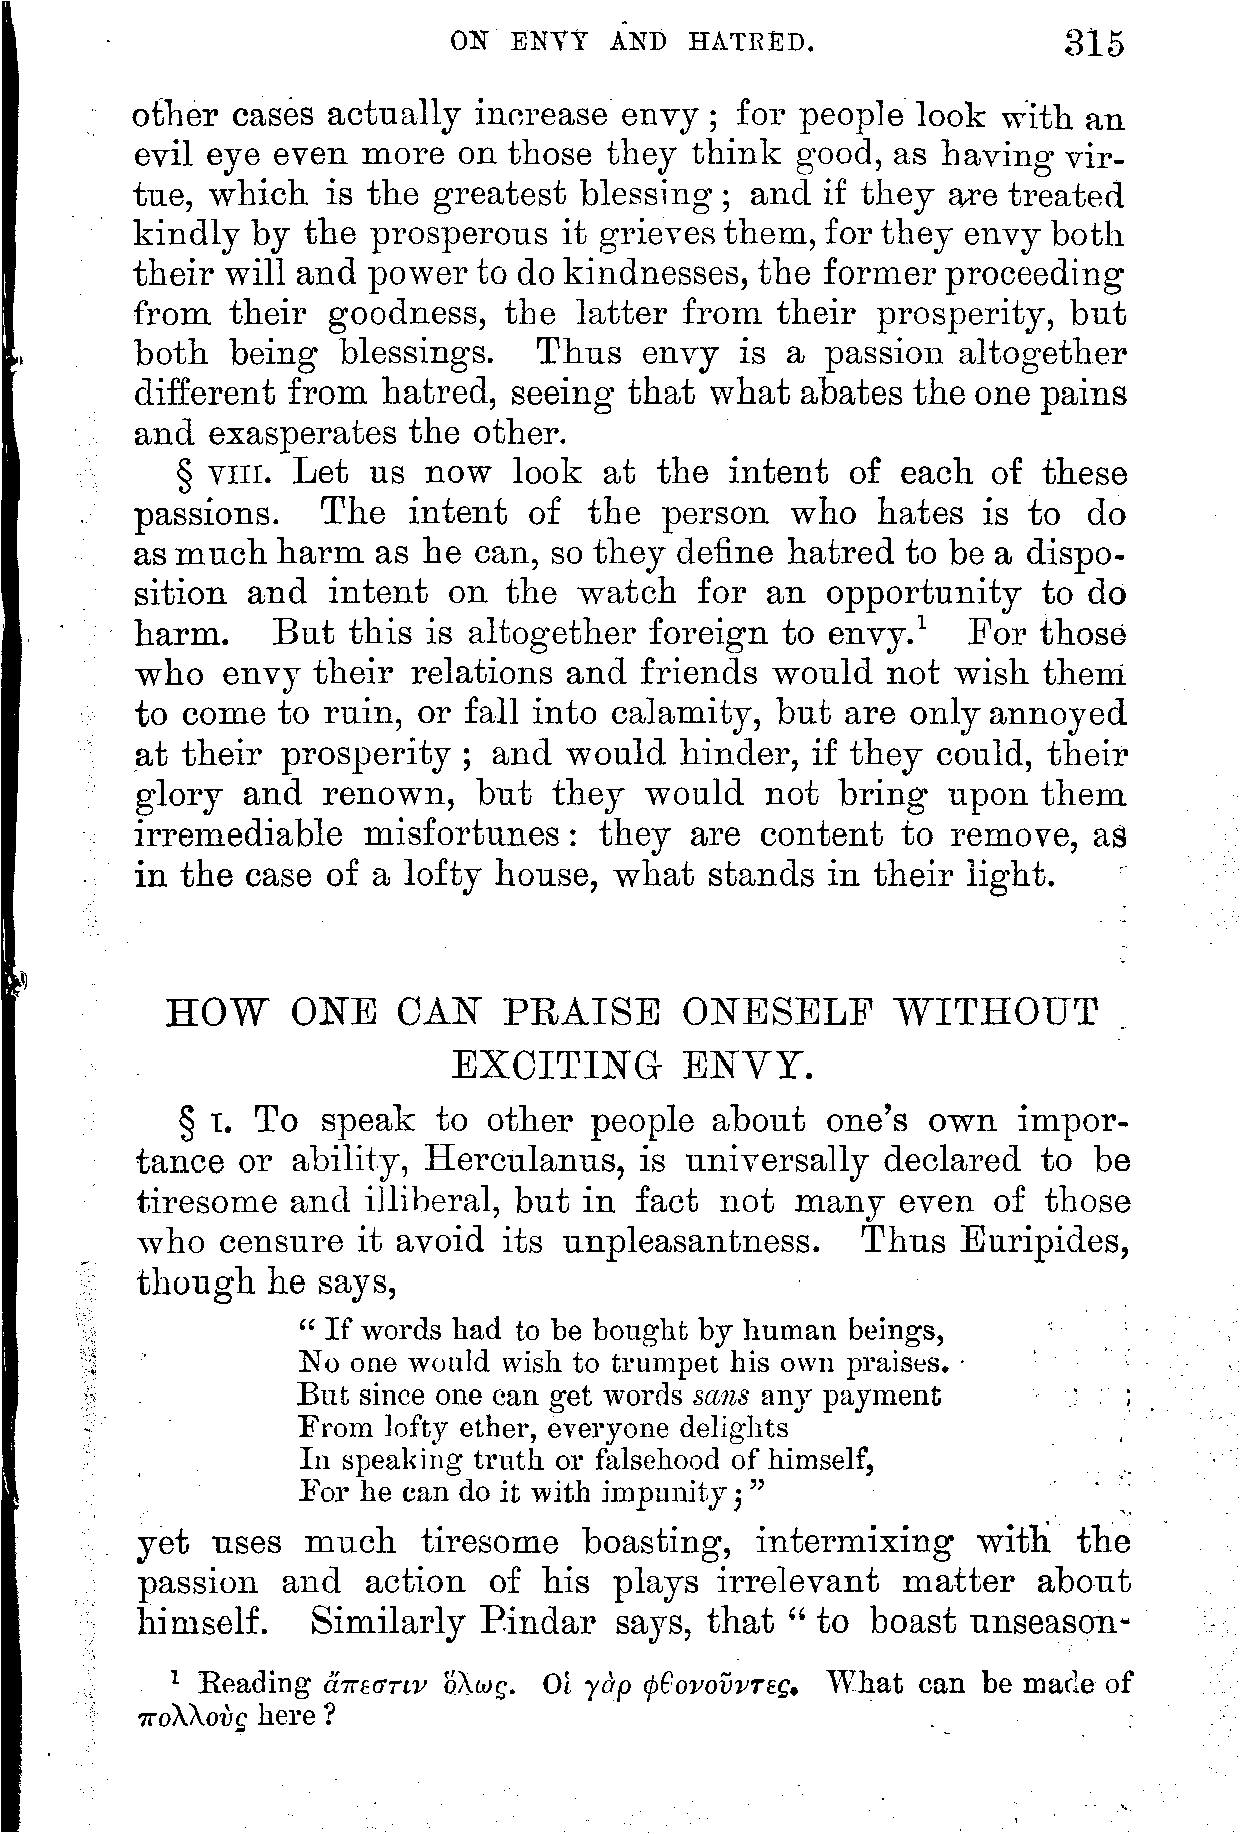 ON ENVY AND HATRED. 315
other cases actually increase envy ; for people look with an
evil eye even more on those they think good, as having vir-
tue, which is the greatest blessing ; and if they are treated
kindly by the prosperous it grieves them, for they envy both
their will and power to do kindnesses, the former proceeding
from their goodness, the latter from their prosperity, but
both being blessings. Thus envy is a passion altogether
different from hatred, seeing that what abates the one pains
and exasperates the other.
§ VIII. Let us now look at the intent of each of these
passions. The intent of the person who hates is to do
as much harm as he can, so they define hatred to be a dispo-
sition and intent on the watch for an opportunity to do
harm. But this is altogether foreign to envy.¹ For those
who envy their relations and friends would not wish them
to come to ruin, or fall into calamity, but are only annoyed
at their prosperity ; and would hinder, if they could, their
glory and renown, but they would not bring upon them
irremediable misfortunes : they are content to remove, as
in the case of a lofty house, what stands in their light.
HOW ONE CAN PRAISE ONESELF WITHOUT
EXCITING ENVY.
§ I. To speak to other people about one's own impor-
tance or ability, Herculanus, is universally declared to be
tiresome and illiberal, but in fact not many even of those
who censure it avoid its unpleasantness. Thus Euripides,
though he says,
“ If words had to be bought by human beings,
No one would wish to trumpet his own praises.
But since one can get words sans any payment
From lofty ether, everyone delights
In speaking truth or falsehood of himself,
For he can do it with impunity ; ”
yet uses much tiresome boasting, intermixing with the
passion and action of his plays irrelevant matter about
himself. Similarly Pindar says, that “ to boast unseason-
¹ Reading ἄπεστιν ὅλως. Οἱ γὰρ φθονοῦντες. What can be made of
πολλοὺς here ?